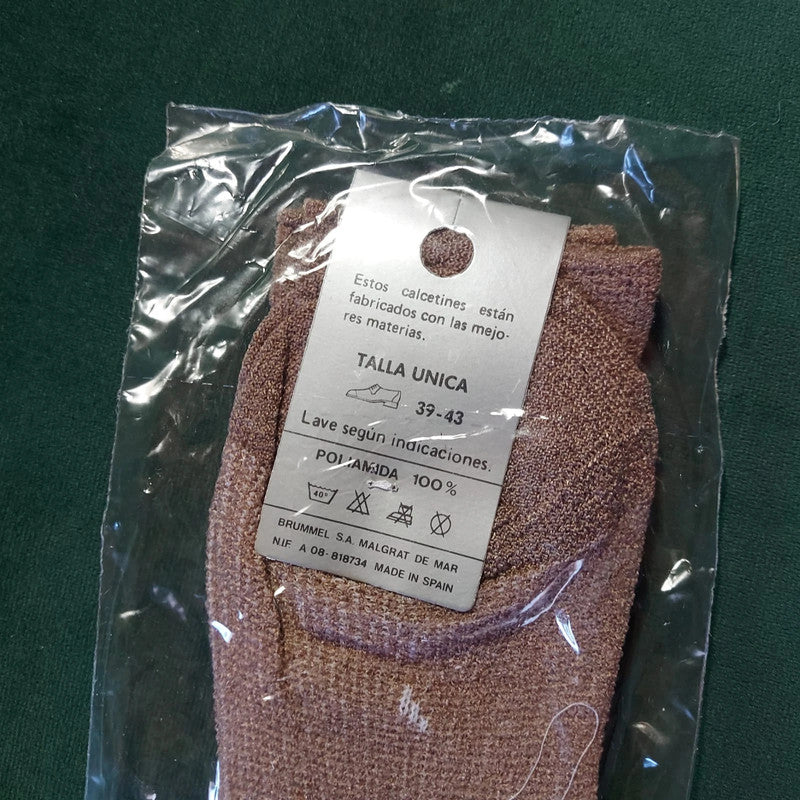 Estos calcetines están
fabricados con las mejo-
res materias.
TALLA UNICA
39-43
Lave según indicaciones.
POLIAMIDA 100%
40°
BRUMMEL S.A. MALGRAT DE MAR
N.I.F. A 08-818734 MADE IN SPAIN